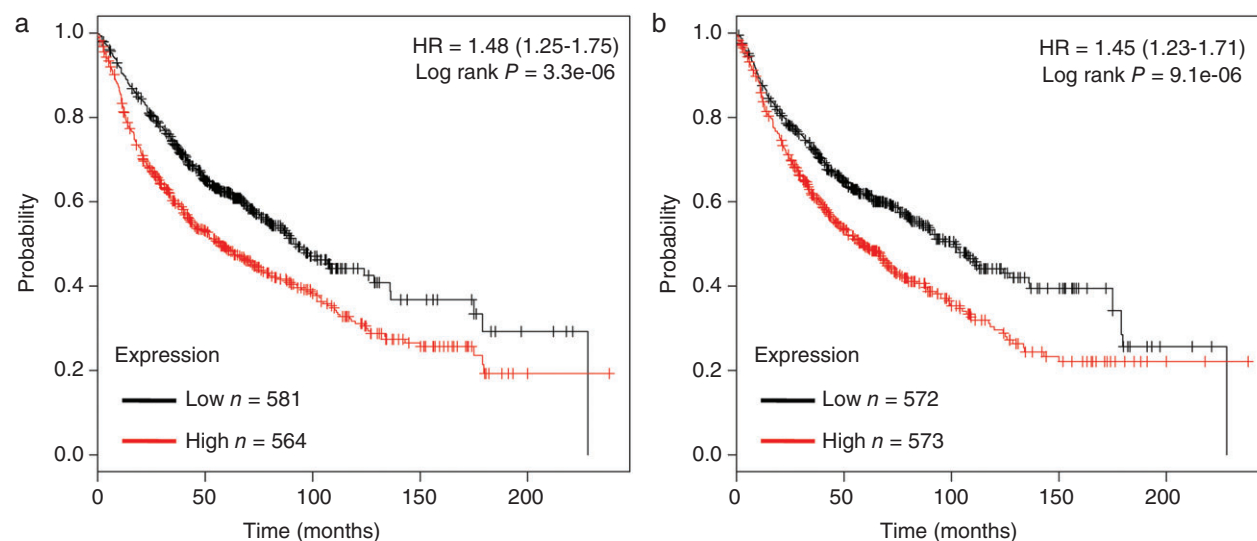 a
HR = 1.48 (1.25-1.75)
Log rank P = 3.3e-06
1.0
0.8
0.6
0.4
0.2
0.0
Probability
Expression
Low n = 581
High n = 564
0 50 100 150 200
Time (months)
b
HR = 1.45 (1.23-1.71)
Log rank P = 9.1e-06
1.0
0.8
0.6
0.4
0.2
0.0
Probability
Expression
Low n = 572
High n = 573
0 50 100 150 200
Time (months)